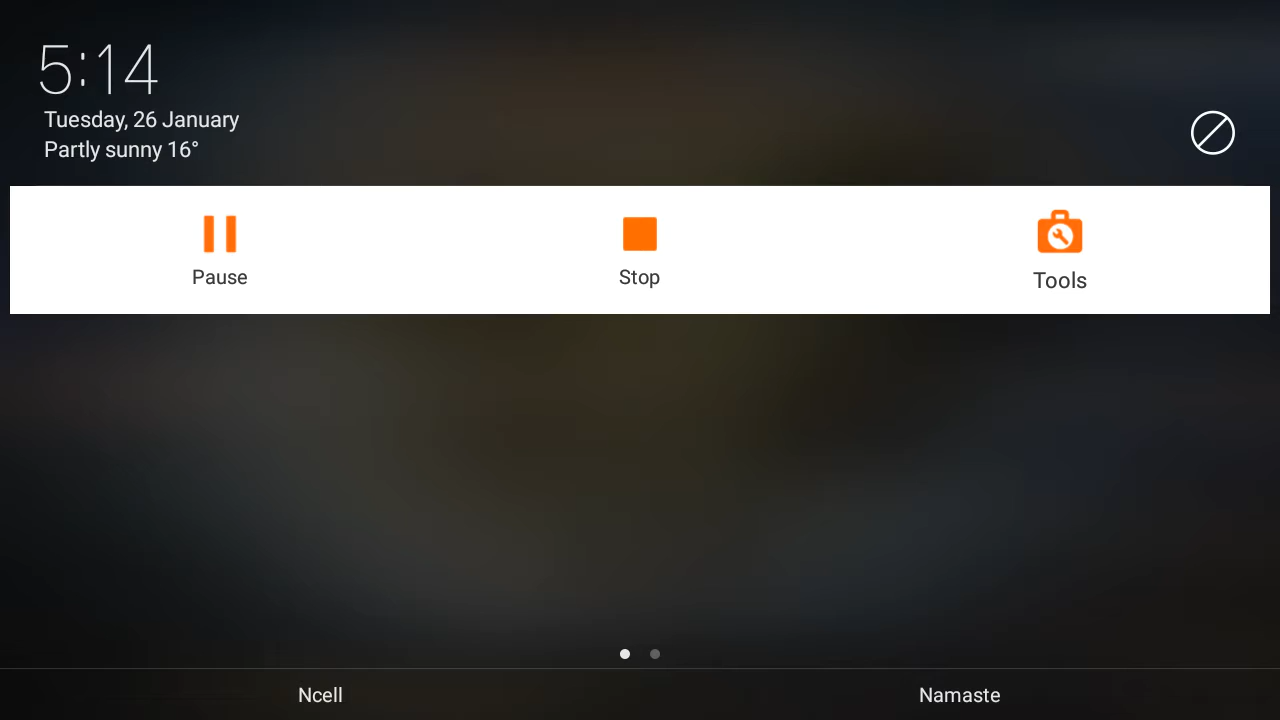 5:14
Tuesday, 26 January
Partly sunny 16°
Pause
Stop
Tools
Ncell
Namaste